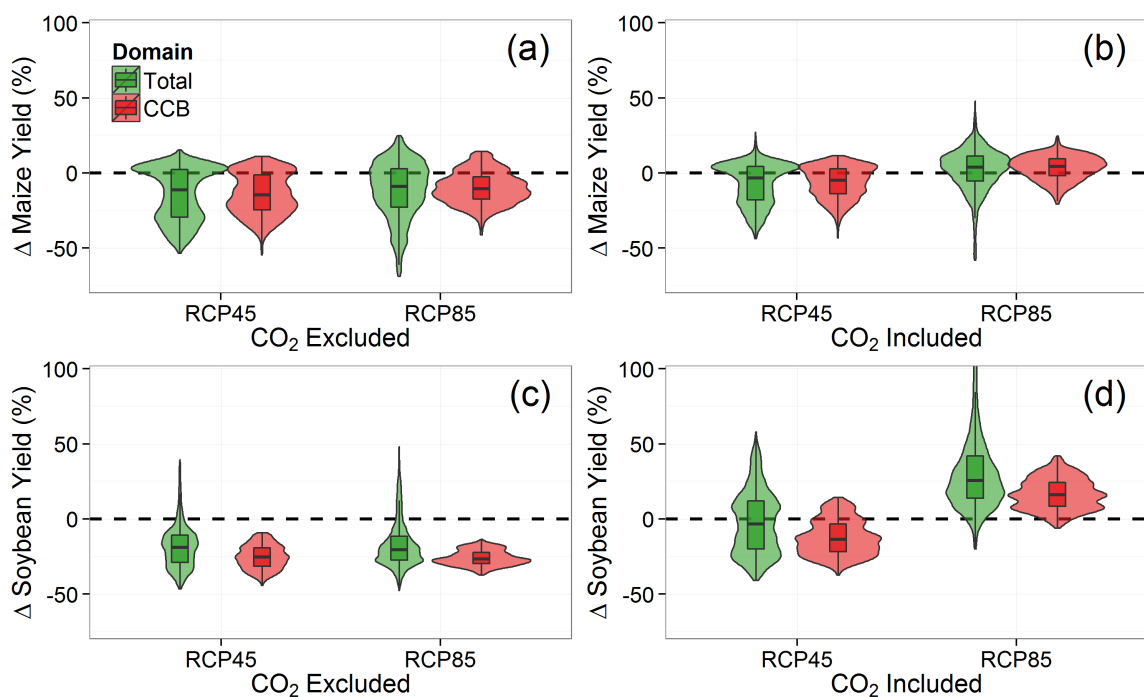 (a)
Δ Maize Yield (%)
100
50
0
-50
Domain
Total
CCB
RCP45
RCP85
CO₂ Excluded
(b)
Δ Maize Yield (%)
100
50
0
-50
RCP45
RCP85
CO₂ Included
(c)
Δ Soybean Yield (%)
100
50
0
-50
RCP45
RCP85
CO₂ Excluded
(d)
Δ Soybean Yield (%)
100
50
0
-50
RCP45
RCP85
CO₂ Included